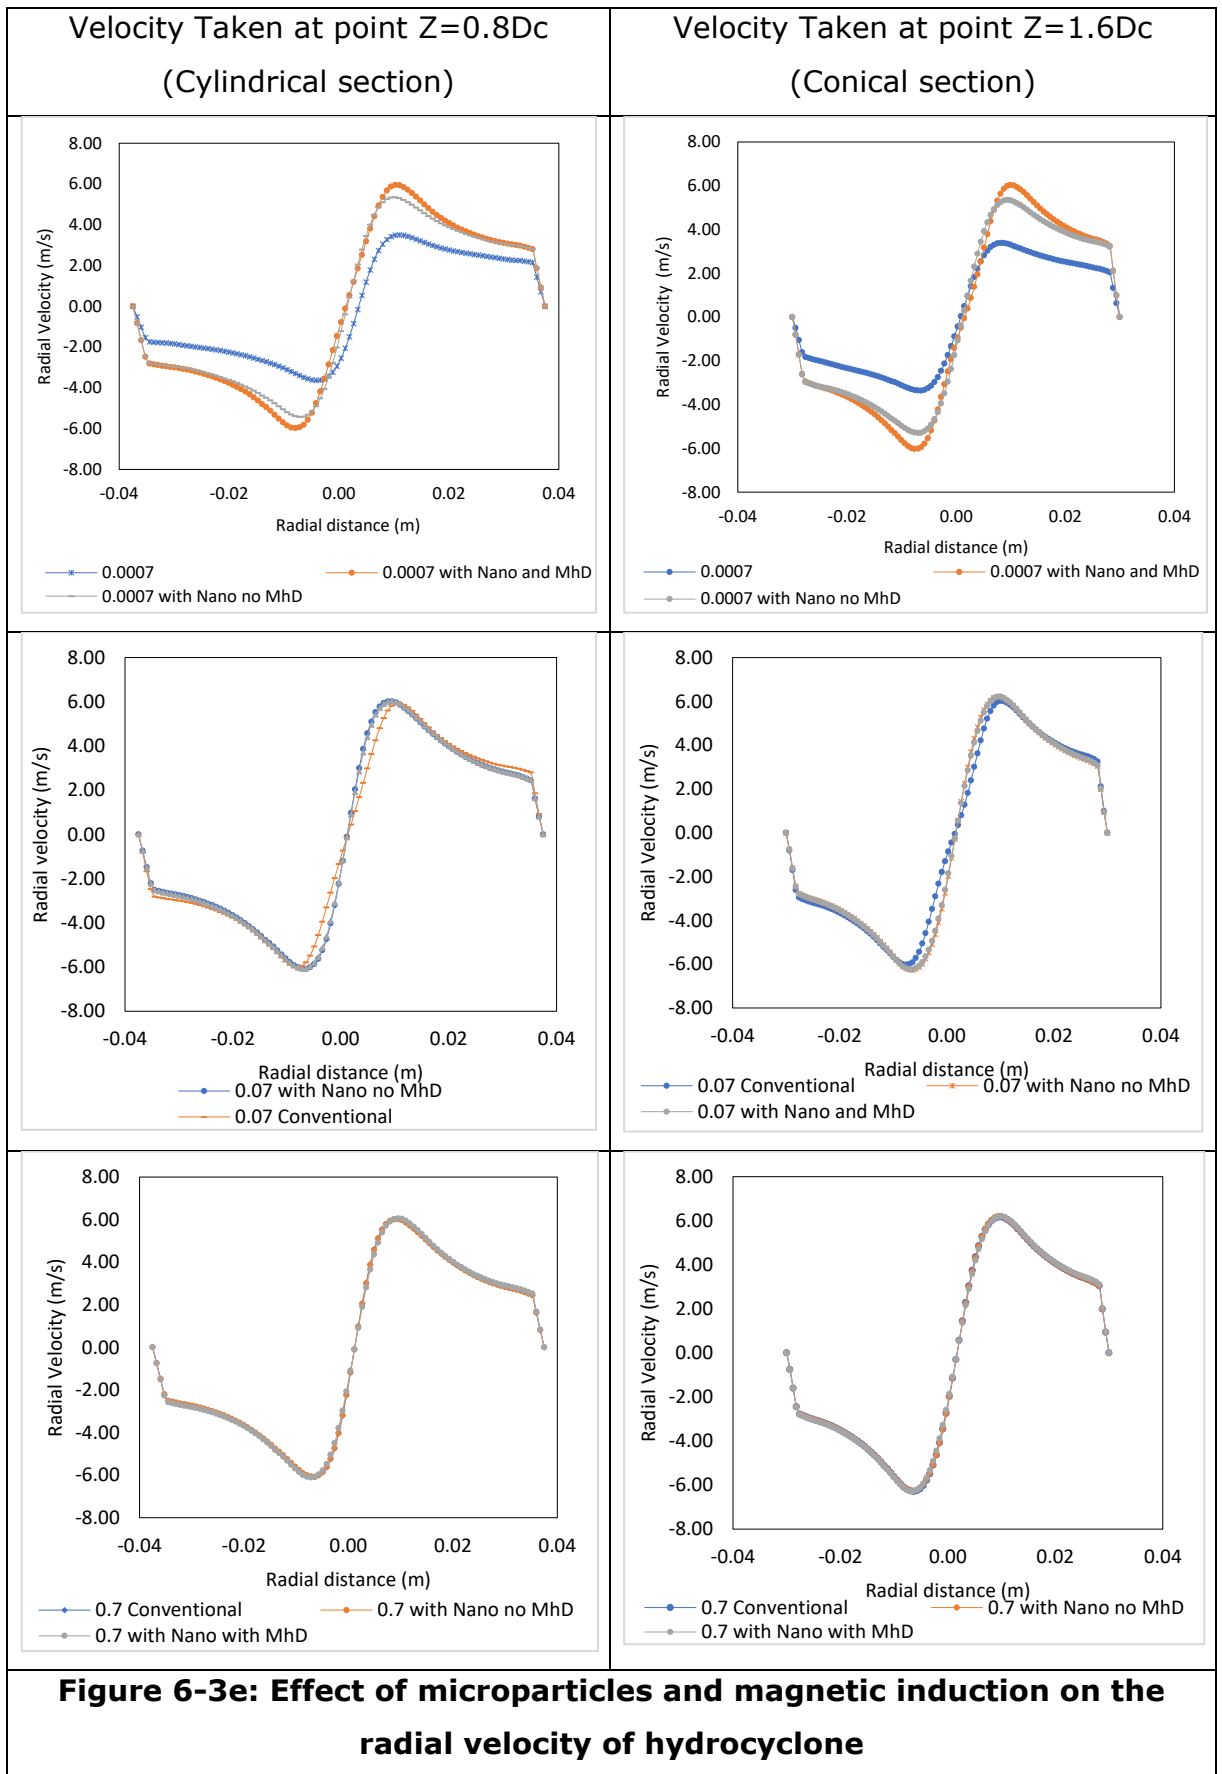 Velocity Taken at point Z=0.8Dc
(Cylindrical section)
Velocity Taken at point Z=1.6Dc
(Conical section)
8.00
6.00
4.00
2.00
0.00
-2.00
-4.00
-6.00
-8.00
Radial Velocity (m/s)
-0.04 -0.02 0.00 0.02 0.04
Radial distance (m)
0.0007
0.0007 with Nano and MhD
0.0007 with Nano no MhD
8.00
6.00
4.00
2.00
0.00
-2.00
-4.00
-6.00
-8.00
Radial Velocity (m/s)
-0.04 -0.02 0.00 0.02 0.04
Radial distance (m)
0.0007
0.0007 with Nano and MhD
0.0007 with Nano no MhD
8.00
6.00
4.00
2.00
0.00
-2.00
-4.00
-6.00
-8.00
Radial velocity (m/s)
-0.04 -0.02 0.00 0.02 0.04
Radial distance (m)
0.07 with Nano no MhD
0.07 Conventional
8.00
6.00
4.00
2.00
0.00
-2.00
-4.00
-6.00
-8.00
Radial Velocity (m/s)
-0.04 -0.02 0.00 0.02 0.04
Radial distance (m)
0.07 Conventional
0.07 with Nano no MhD
0.07 with Nano and MhD
8.00
6.00
4.00
2.00
0.00
-2.00
-4.00
-6.00
-8.00
Radial Velocity (m/s)
-0.04 -0.02 0.00 0.02 0.04
Radial distance (m)
0.7 Conventional
0.7 with Nano no MhD
0.7 with Nano with MhD
8.00
6.00
4.00
2.00
0.00
-2.00
-4.00
-6.00
-8.00
Radial Velocity (m/s)
-0.04 -0.02 0.00 0.02 0.04
Radial distance (m)
0.7 Conventional
0.7 with Nano no MhD
0.7 with Nano with MhD
Figure 6-3e: Effect of microparticles and magnetic induction on the
radial velocity of hydrocyclone